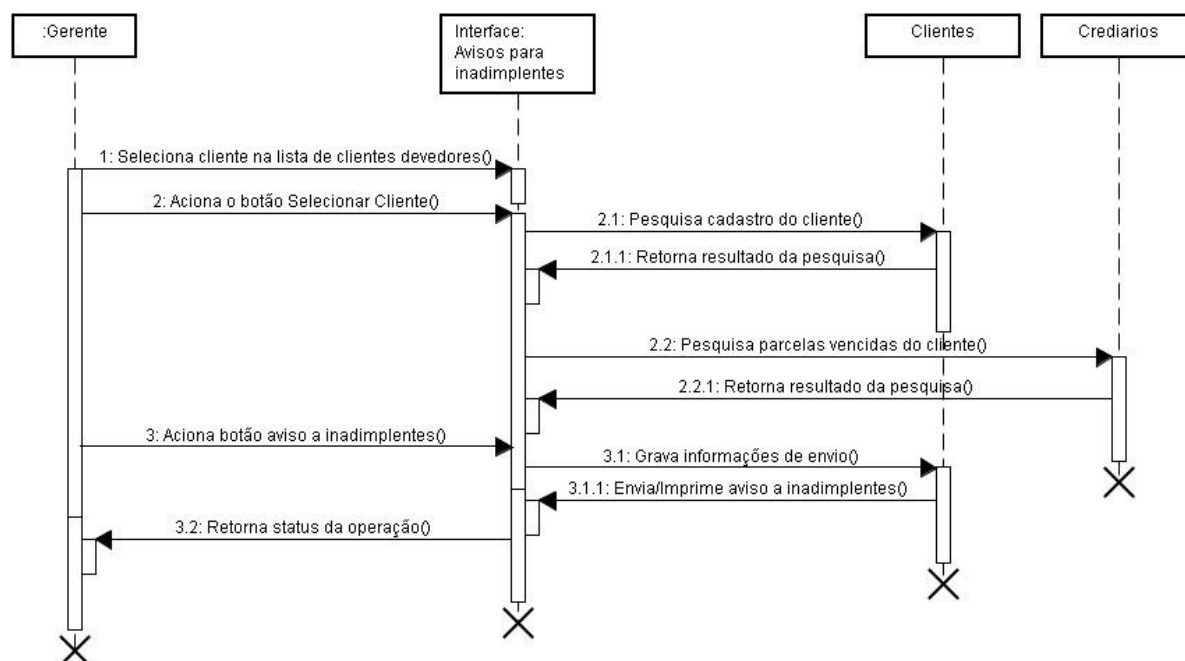 :Gerente
Interface:
Avisos para
inadimplentes
Clientes
Crediarios
1: Seleciona cliente na lista de clientes devedores()
2: Aciona o botão Selecionar Cliente()
2.1: Pesquisa cadastro do cliente()
2.1.1: Retorna resultado da pesquisa()
2.2: Pesquisa parcelas vencidas do cliente()
2.2.1: Retorna resultado da pesquisa()
3: Aciona botão aviso a inadimplentes()
3.1: Grava informações de envio()
3.1.1: Envia/Imprime aviso a inadimplentes()
3.2: Retorna status da operação()